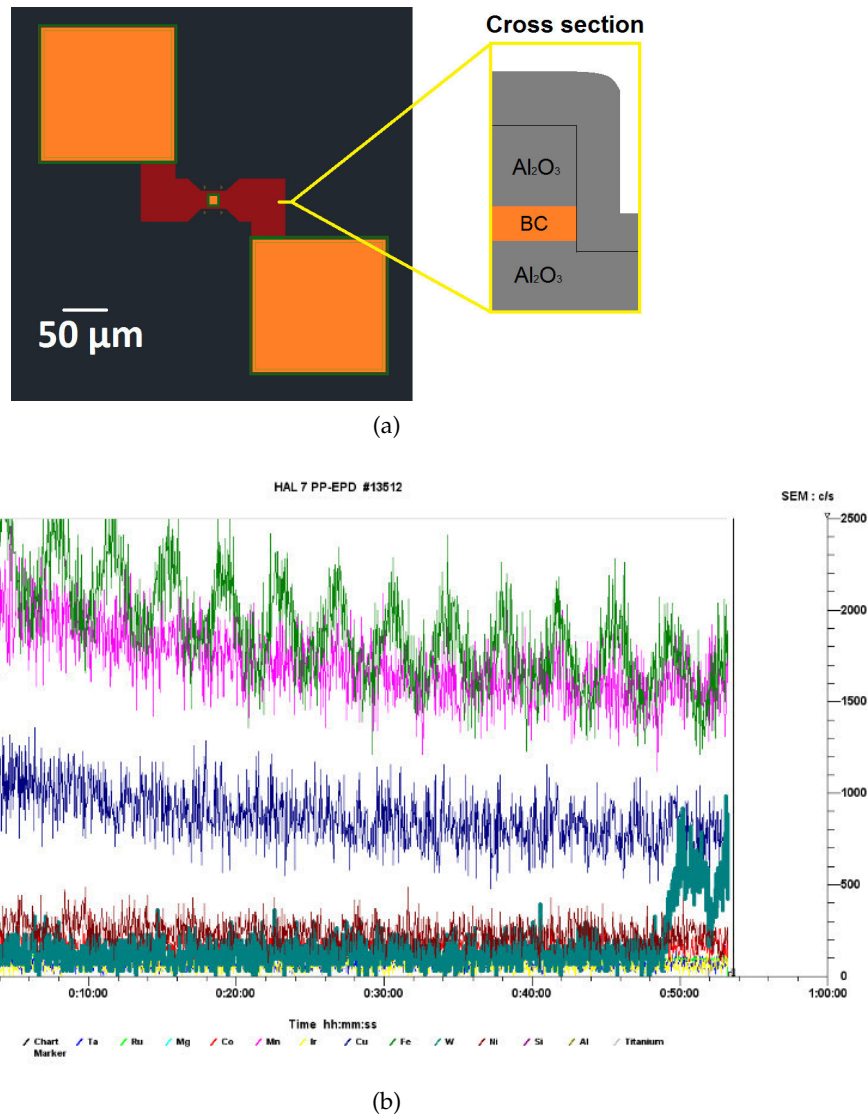 Cross section
Al₂O₃
BC
Al₂O₃
50 µm
(a)
HAL 7 PP-EPD #13512
SEM : c/s
2500
2000
1500
1000
500
0
0:10:00 0:20:00 0:30:00 0:40:00 0:50:00 1:00:00
Time hh:mm:ss
Chart Marker Ta Ru Mg Co Mn Ir Cu Fe W Ni Si Al Titanium
(b)